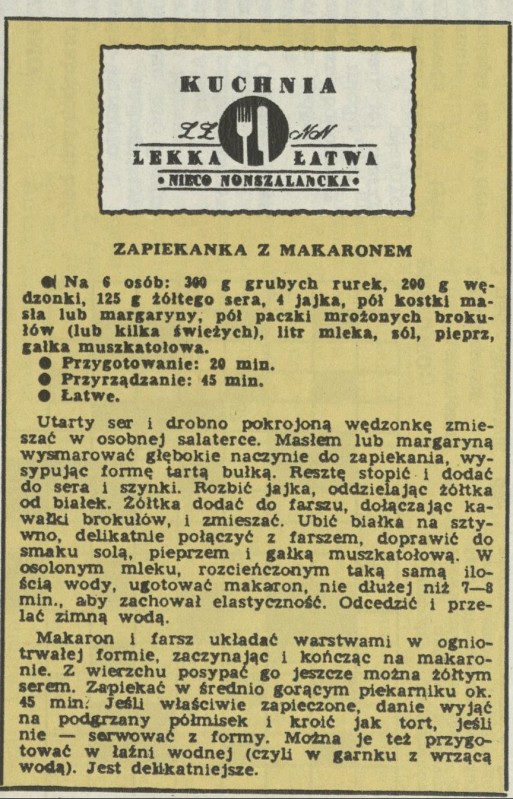 KUCHNIA
ŁŁ NN
LEKKA ŁATWA
• NIECO NONSZALANCKA •
ZAPIEKANKA Z MAKARONEM
● Na 6 osób: 300 g grubych rurek, 200 g wę-
dzonki, 125 g żółtego sera, 4 jajka, pół kostki ma-
sła lub margaryny, pół paczki mrożonych broku-
łów (lub kilka świeżych), litr mleka, sól, pieprz,
gałka muszkatołowa.
● Przygotowanie: 20 min.
● Przyrządzanie: 45 min.
● Łatwe.
Utarty ser i drobno pokrojoną wędzonkę zmie-
szać w osobnej salaterce. Masłem lub margaryną
wysmarować głębokie naczynie do zapiekania, wy-
sypując formę tartą bułką. Resztę stopić i dodać
do sera i szynki. Rozbić jajka, oddzielając żółtka
od białek. Żółtka dodać do farszu, dołączając ka-
wałki brokułów, i zmieszać. Ubić białka na szty-
wno, delikatnie połączyć z farszem, doprawić do
smaku solą, pieprzem i gałką muszkatołową. W
osolonym mleku, rozcieńczonym taką samą ilo-
ścią wody, ugotować makaron, nie dłużej niż 7—8
min., aby zachował elastyczność. Odcedzić i prze-
lać zimną wodą.
Makaron i farsz układać warstwami w ognio-
trwałej formie, zaczynając i kończąc na makaro-
nie. Z wierzchu posypać go jeszcze można żółtym
serem. Zapiekać w średnio gorącym piekarniku ok.
45 min. Jeśli właściwie zapieczone, danie wyjąć
na podgrzany półmisek i kroić jak tort, jeśli
nie — serwować z formy. Można je też przygo-
tować w łaźni wodnej (czyli w garnku z wrzącą
wodą). Jest delikatniejsze.